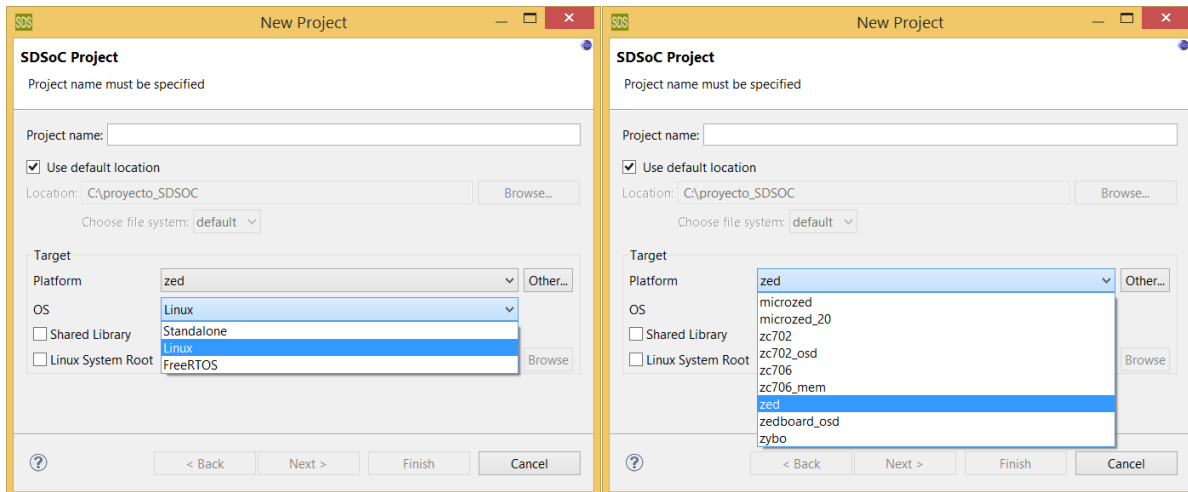 SDS New Project
SDSoC Project
Project name must be specified
Project name:
Use default location
Location: C:\proyecto_SDSOC Browse...
Choose file system: default
Target
Platform zed Other...
OS Linux
Standalone
Shared Library
Linux
Linux System Root Browse
FreeRTOS
? < Back Next > Finish Cancel
SDS New Project
SDSoC Project
Project name must be specified
Project name:
Use default location
Location: C:\proyecto_SDSOC Browse...
Choose file system: default
Target
Platform zed Other...
OS
Shared Library
Linux System Root Browse
microzed
microzed_20
zc702
zc702_osd
zc706
zc706_mem
zed
zedboard_osd
zybo
? < Back Next > Finish Cancel